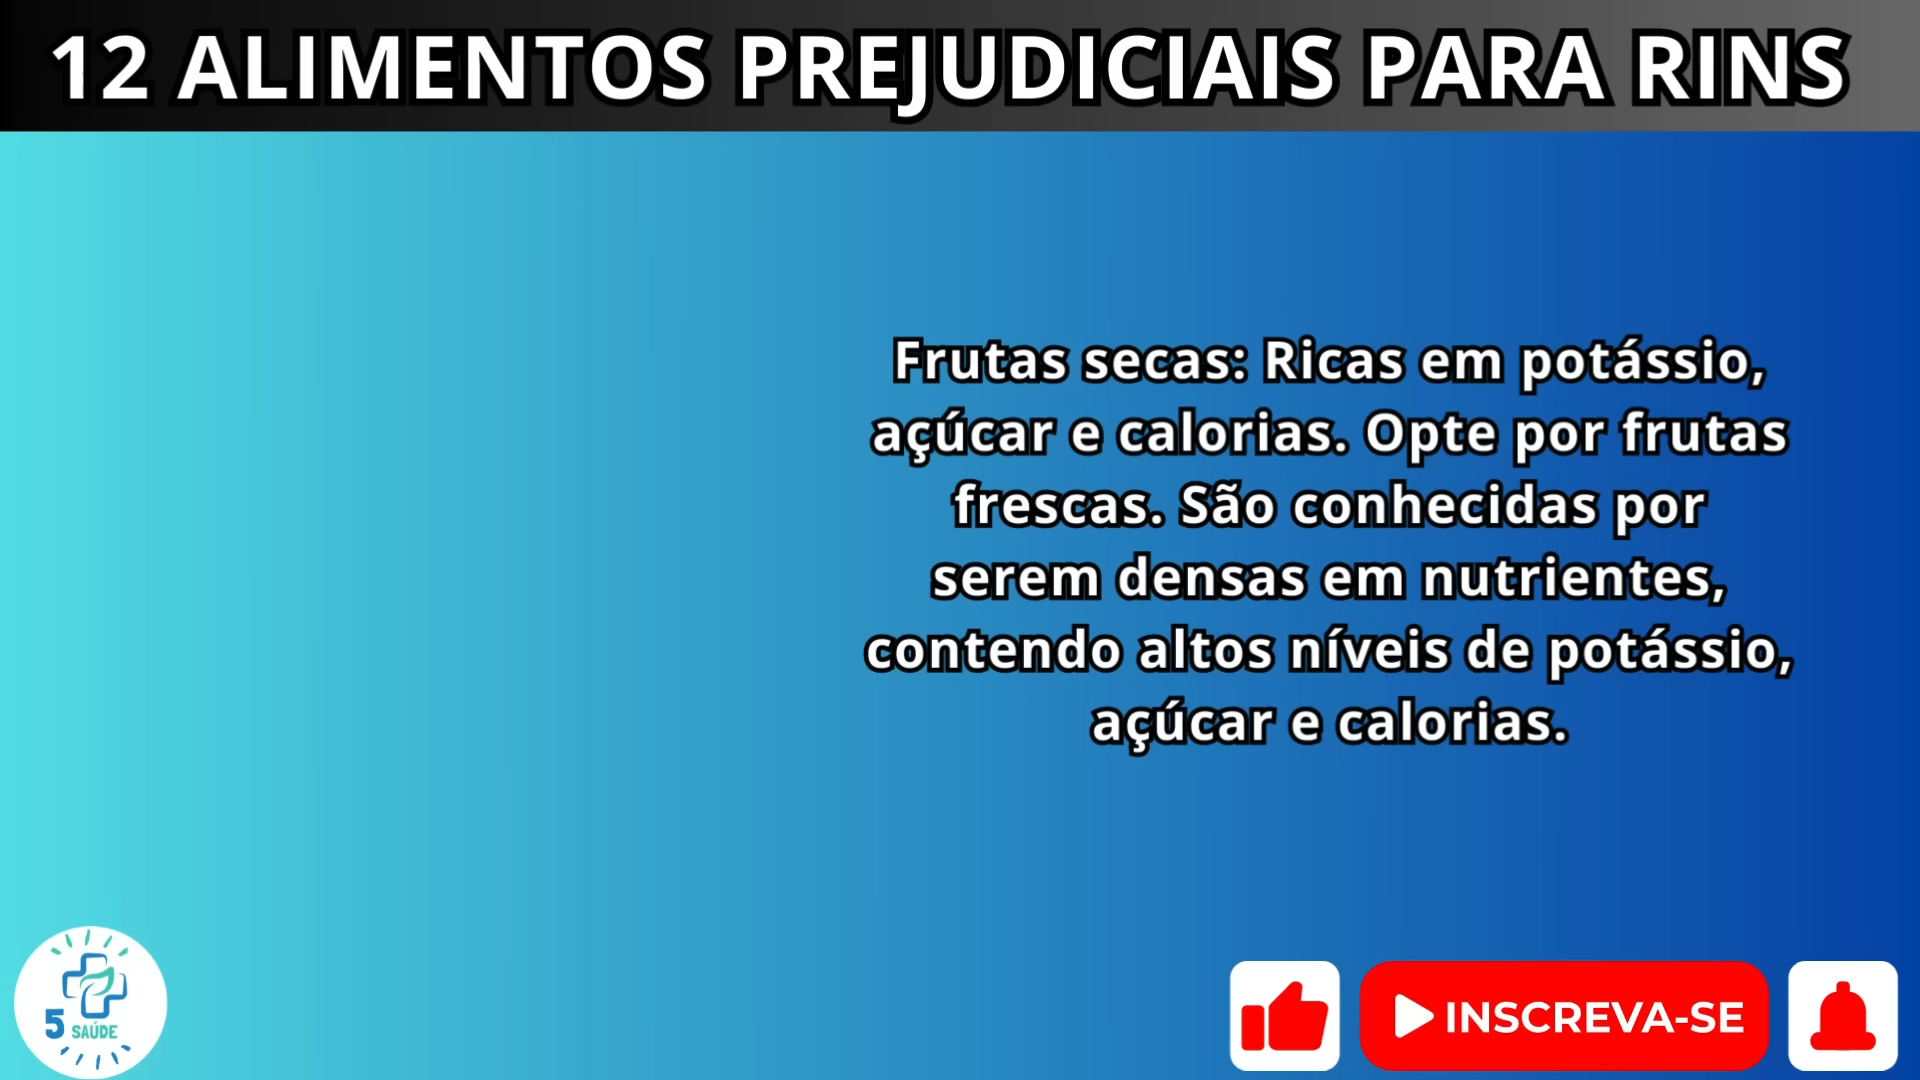 12 ALIMENTOS PREJUDICIAIS PARA RINS
Frutas secas: Ricas em potássio,
açúcar e calorias. Opte por frutas
frescas. São conhecidas por
serem densas em nutrientes,
contendo altos níveis de potássio,
açúcar e calorias.
5 SAÚDE
INSCREVA-SE